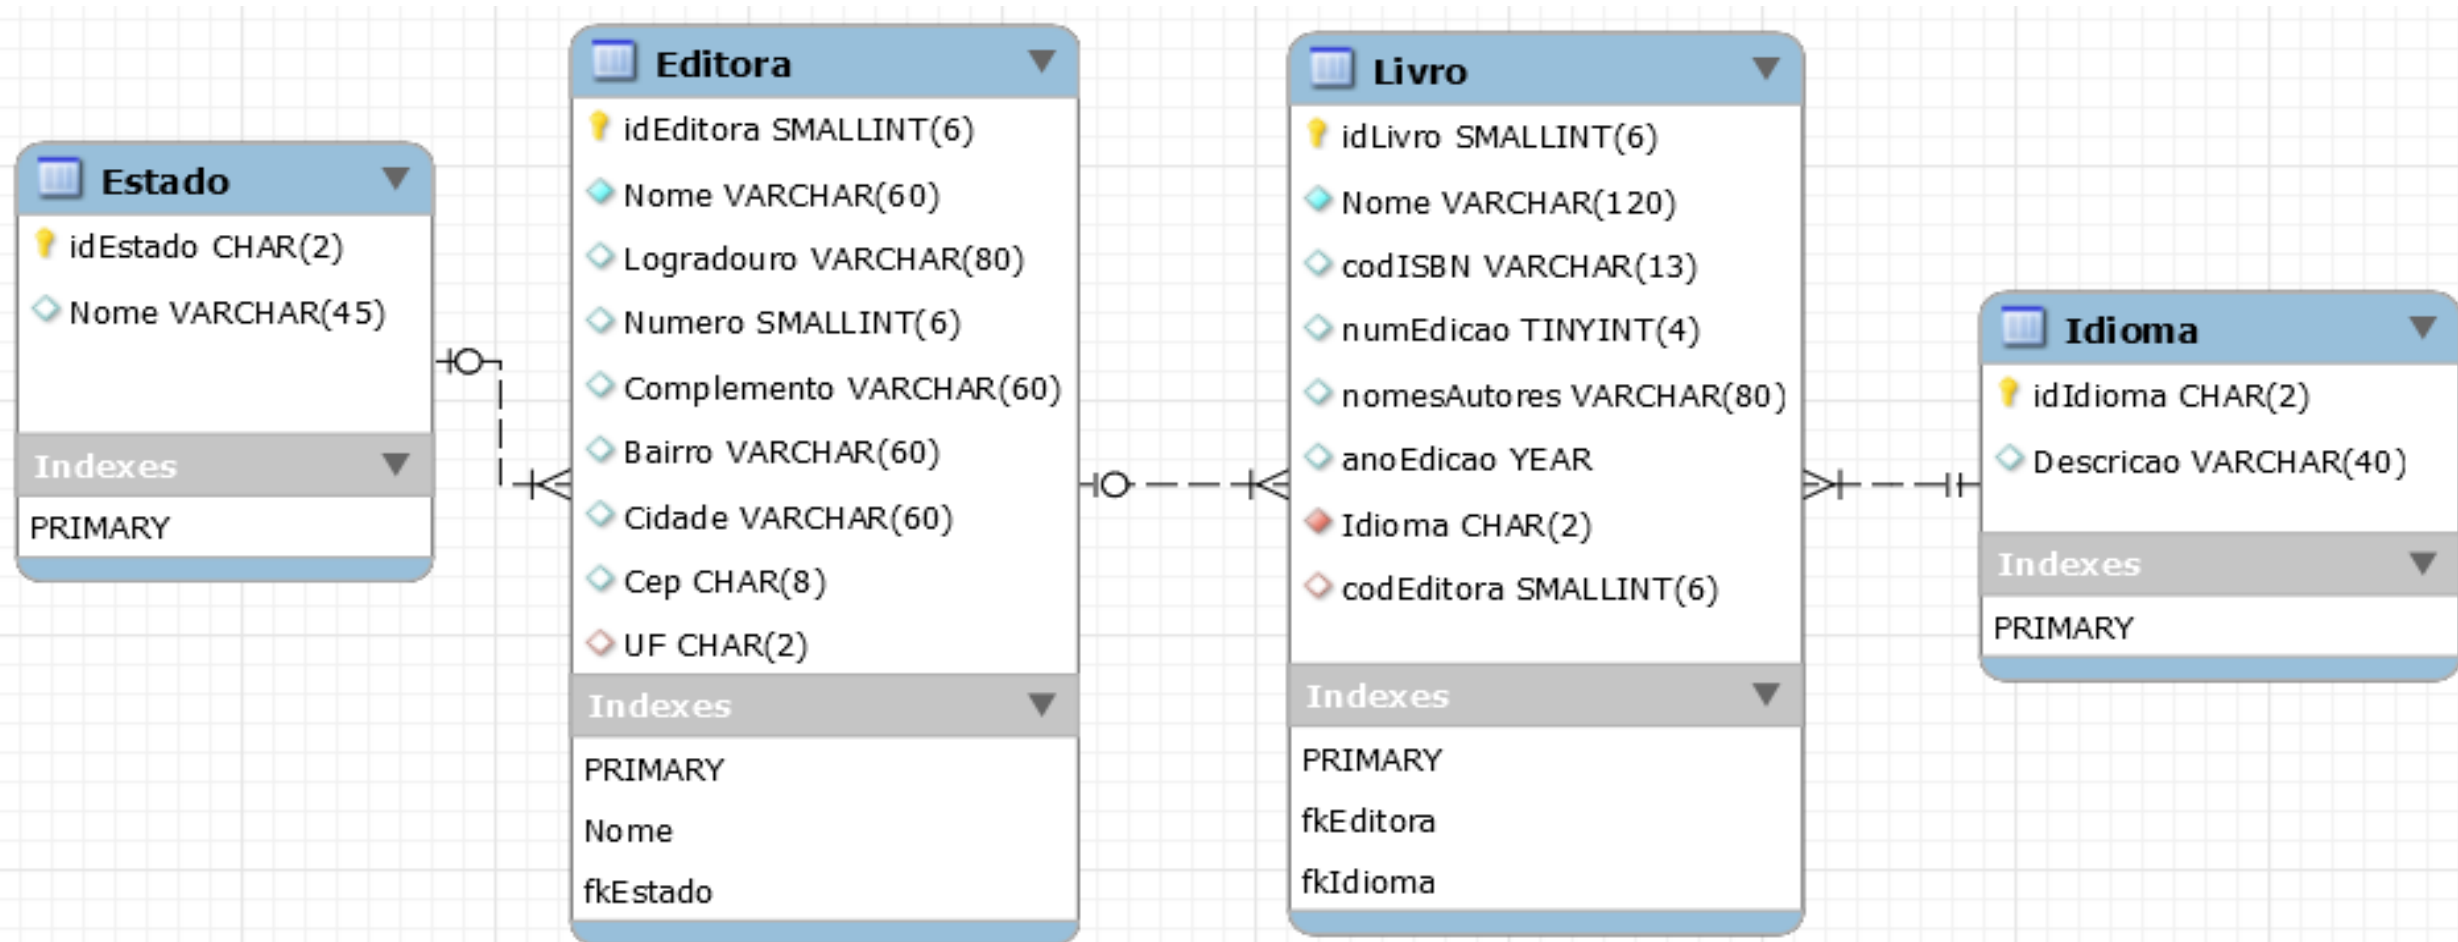 Estado
idEstado CHAR(2)
Nome VARCHAR(45)
Indexes
PRIMARY
Editora
idEditora SMALLINT(6)
Nome VARCHAR(60)
Logradouro VARCHAR(80)
Numero SMALLINT(6)
Complemento VARCHAR(60)
Bairro VARCHAR(60)
Cidade VARCHAR(60)
Cep CHAR(8)
UF CHAR(2)
Indexes
PRIMARY
Nome
fkEstado
Livro
idLivro SMALLINT(6)
Nome VARCHAR(120)
codISBN VARCHAR(13)
numEdicao TINYINT(4)
nomesAutores VARCHAR(80)
anoEdicao YEAR
Idioma CHAR(2)
codEditora SMALLINT(6)
Indexes
PRIMARY
fkEditora
fkIdioma
Idioma
idIdioma CHAR(2)
Descricao VARCHAR(40)
Indexes
PRIMARY